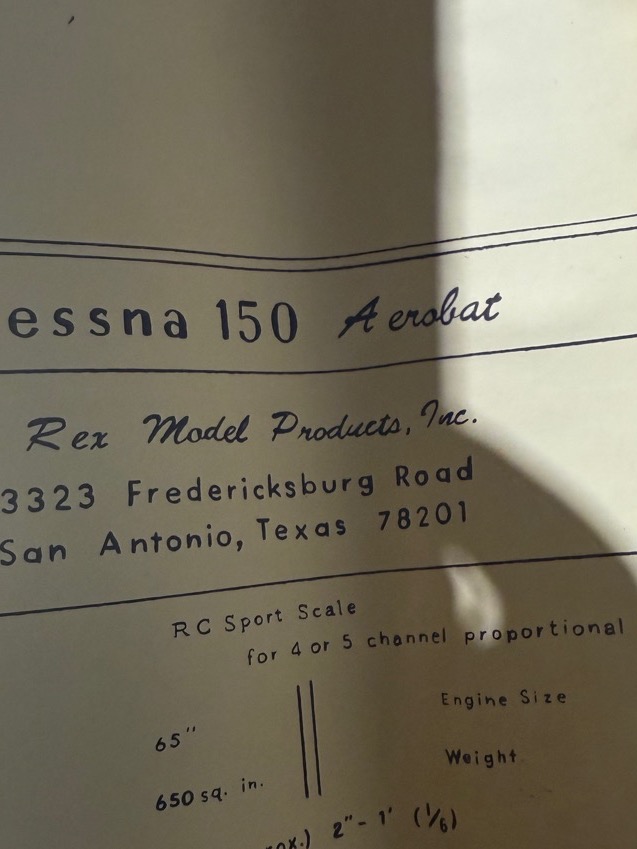 essna 150 Aerobat
Rex Model Products, Inc.
3323 Fredericksburg Road
San Antonio, Texas 78201
RC Sport Scale
for 4 or 5 channel proportional
65" Engine Size
650 sq. in. Weight
ox.) 2"- 1' (1/6)